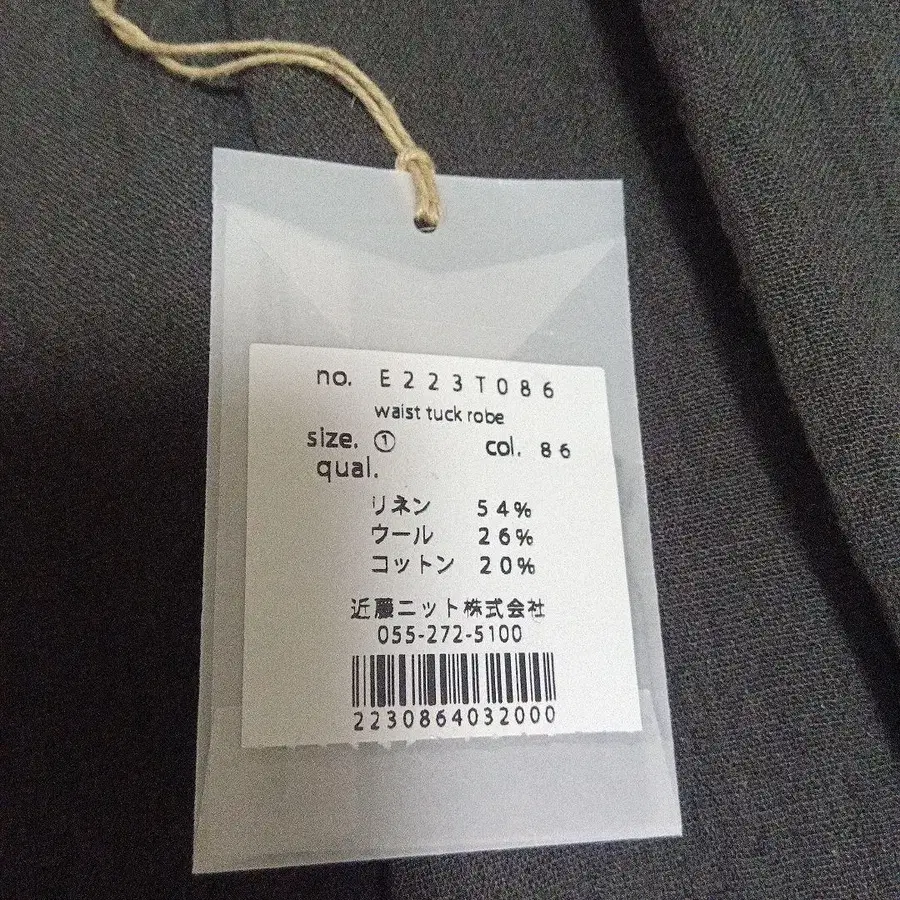 no. E223T086
waist tuck robe
size. ① col. 86
qual.
リネン 54%
ウール 26%
コットン 20%
近藤ニット株式会社
055-272-5100
2230864032000